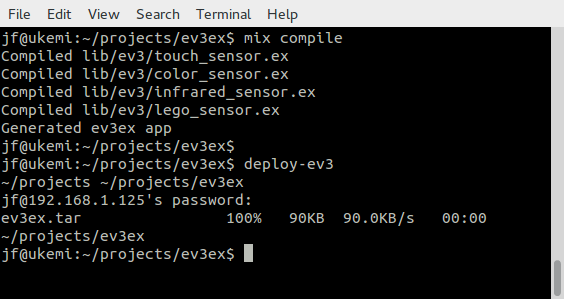 File Edit View Search Terminal Help
jf@ukemi:~/projects/ev3ex$ mix compile
Compiled lib/ev3/touch_sensor.ex
Compiled lib/ev3/color_sensor.ex
Compiled lib/ev3/infrared_sensor.ex
Compiled lib/ev3/lego_sensor.ex
Generated ev3ex app
jf@ukemi:~/projects/ev3ex$
jf@ukemi:~/projects/ev3ex$ deploy-ev3
~/projects ~/projects/ev3ex
jf@192.168.1.125's password:
ev3ex.tar 100% 90KB 90.0KB/s 00:00
~/projects/ev3ex
jf@ukemi:~/projects/ev3ex$